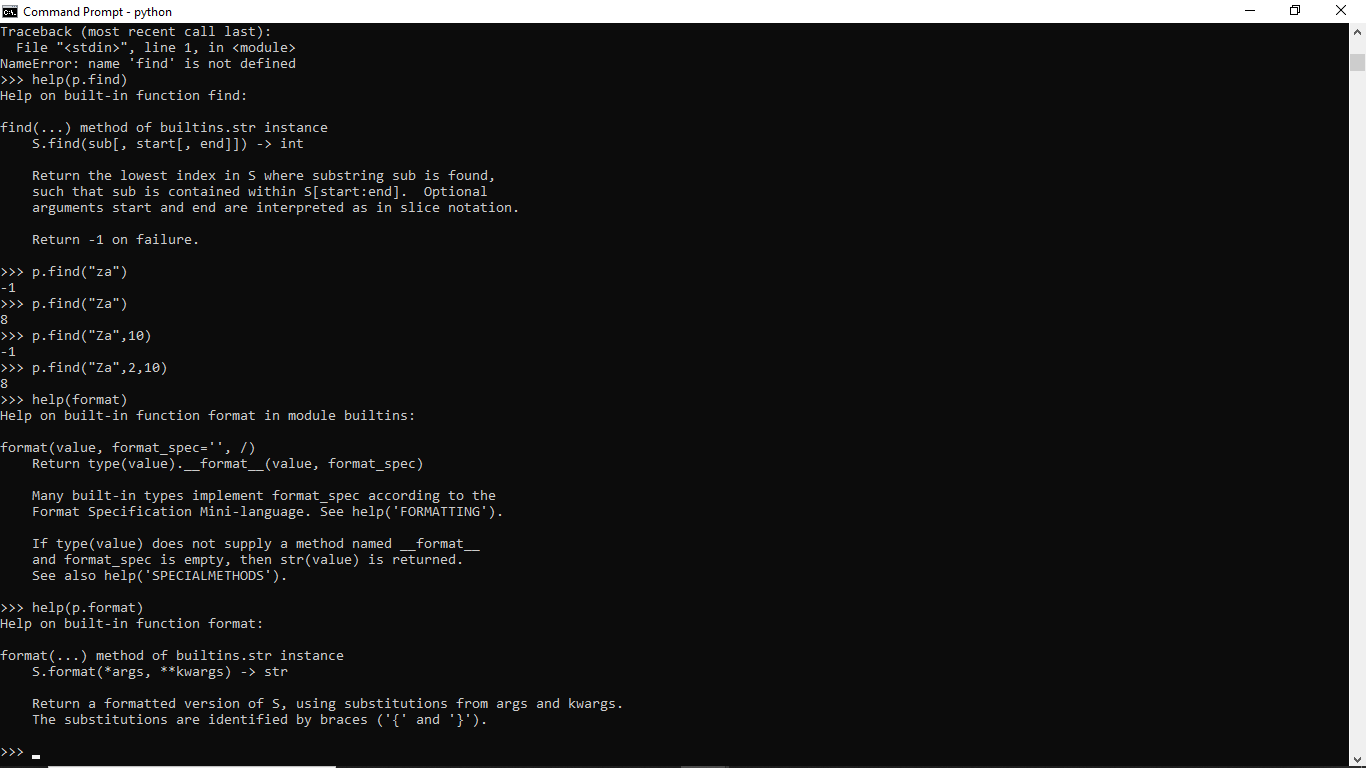 Command Prompt - python
Traceback (most recent call last):
  File "<stdin>", line 1, in <module>
NameError: name 'find' is not defined
>>> help(p.find)
Help on built-in function find:

find(...) method of builtins.str instance
    S.find(sub[, start[, end]]) -> int

    Return the lowest index in S where substring sub is found,
    such that sub is contained within S[start:end].  Optional
    arguments start and end are interpreted as in slice notation.

    Return -1 on failure.

>>> p.find("za")
-1
>>> p.find("Za")
8
>>> p.find("Za",10)
-1
>>> p.find("Za",2,10)
8
>>> help(format)
Help on built-in function format in module builtins:

format(value, format_spec='', /)
    Return type(value).__format__(value, format_spec)

    Many built-in types implement format_spec according to the
    Format Specification Mini-language. See help('FORMATTING').

    If type(value) does not supply a method named __format__
    and format_spec is empty, then str(value) is returned.
    See also help('SPECIALMETHODS').

>>> help(p.format)
Help on built-in function format:

format(...) method of builtins.str instance
    S.format(*args, **kwargs) -> str

    Return a formatted version of S, using substitutions from args and kwargs.
    The substitutions are identified by braces ('{' and '}').

>>>